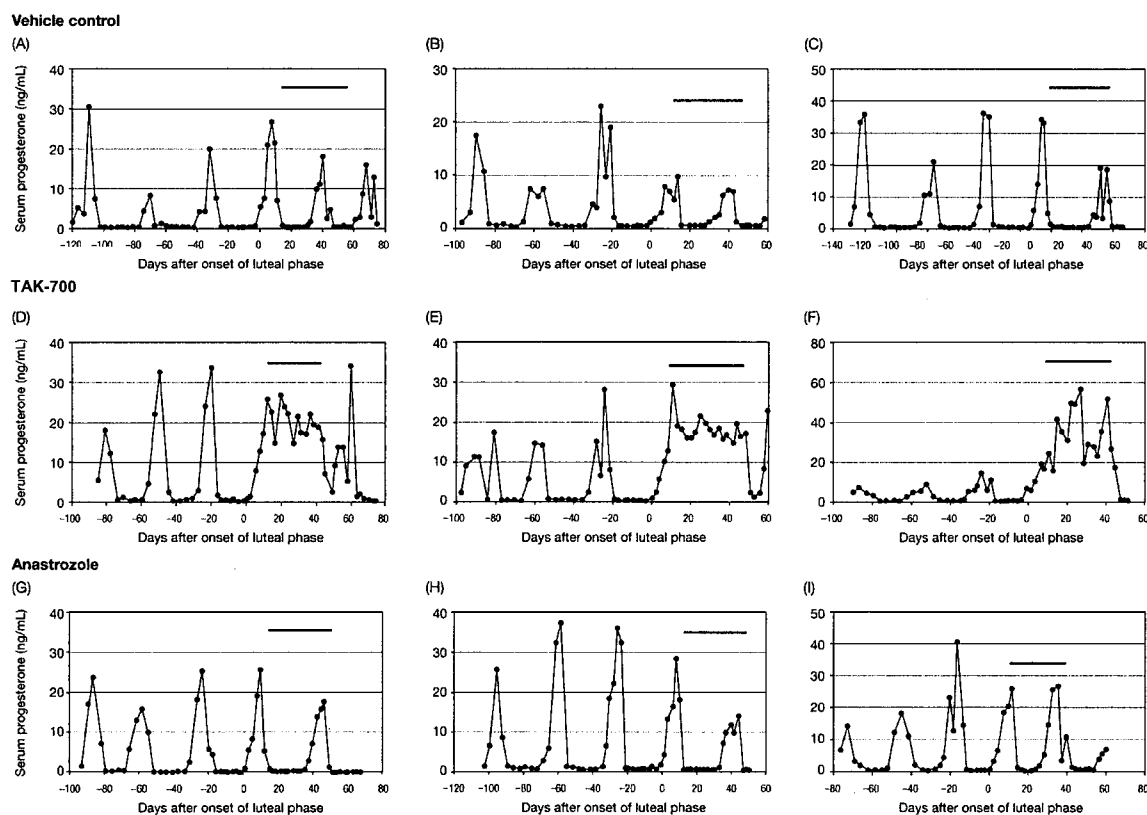 Vehicle control
(A)
(B)
(C)
Serum progesterone (ng/mL)
40
30
20
10
0
−120 −100 −80 −60 −40 −20 0 20 40 60 80
Days after onset of luteal phase
30
20
10
0
−100 −80 −60 −40 −20 0 20 40 60
Days after onset of luteal phase
50
40
30
20
10
0
−140 −120 −100 −80 −60 −40 −20 0 20 40 60 80
Days after onset of luteal phase
TAK-700
(D)
(E)
(F)
Serum progesterone (ng/mL)
40
30
20
10
0
−100 −80 −60 −40 −20 0 20 40 60 80
Days after onset of luteal phase
40
30
20
10
0
−100 −80 −60 −40 −20 0 20 40 60
Days after onset of luteal phase
80
60
40
20
0
−100 −80 −60 −40 −20 0 20 40 60
Days after onset of luteal phase
Anastrozole
(G)
(H)
(I)
Serum progesterone (ng/mL)
40
30
20
10
0
−100 −80 −60 −40 −20 0 20 40 60 80
Days after onset of luteal phase
40
30
20
10
0
−120 −100 −80 −60 −40 −20 0 20 40 60
Days after onset of luteal phase
50
40
30
20
10
0
−80 −60 −40 −20 0 20 40 60 80
Days after onset of luteal phase